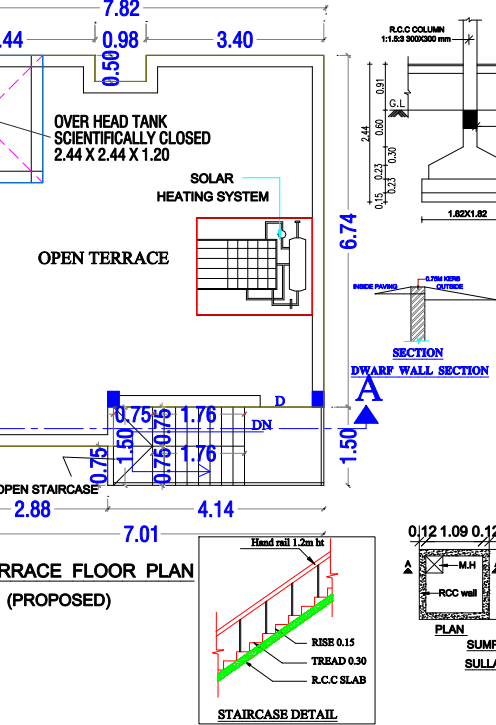 7.82
.44
0.98
3.40
0.50
OVER HEAD TANK
SCIENTIFICALLY CLOSED
2.44 X 2.44 X 1.20
SOLAR
HEATING SYSTEM
OPEN TERRACE
6.74
D
DN
0.75
0.75
1.76
1.50
0.75
0.75
1.76
1.50
A
OPEN STAIRCASE
2.88
4.14
7.01
RRACE FLOOR PLAN
(PROPOSED)
Hand rail 1.2m ht
RISE 0.15
TREAD 0.30
R.C.C SLAB
STAIRCASE DETAIL
R.C.C COLUMN
1:1.5:3 300X300 mm
G.L
0.91
2.44
0.60
0.30
0.23
0.23
0.15
1.82X1.82
0.75M KERB
INSIDE PAVING
OUTSIDE
SECTION
DWARF WALL SECTION
0.12 1.09 0.12
A
M.H
RCC wall
PLAN
SUMP
SULLA